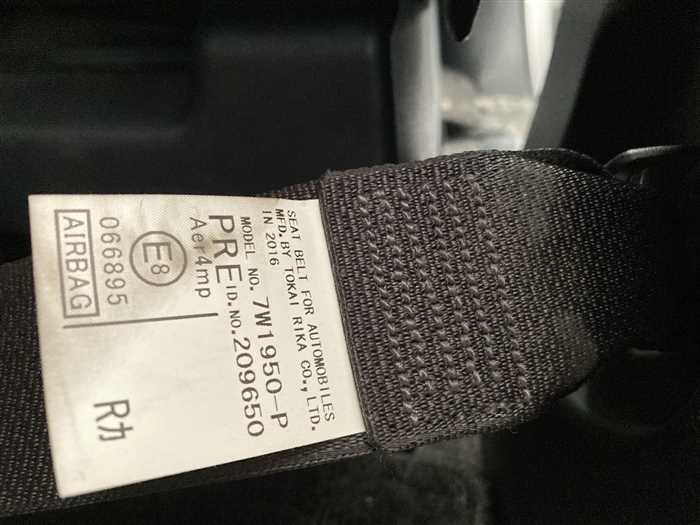 SEAT BELT FOR AUTOMOBILES
MFD. BY TOKAI RIKA CO., LTD.
IN 2016
MODEL NO. 7W1950-P
PRE ID.NO. 209650
Aer4mp
E8
066895
AIRBAG
Rカ